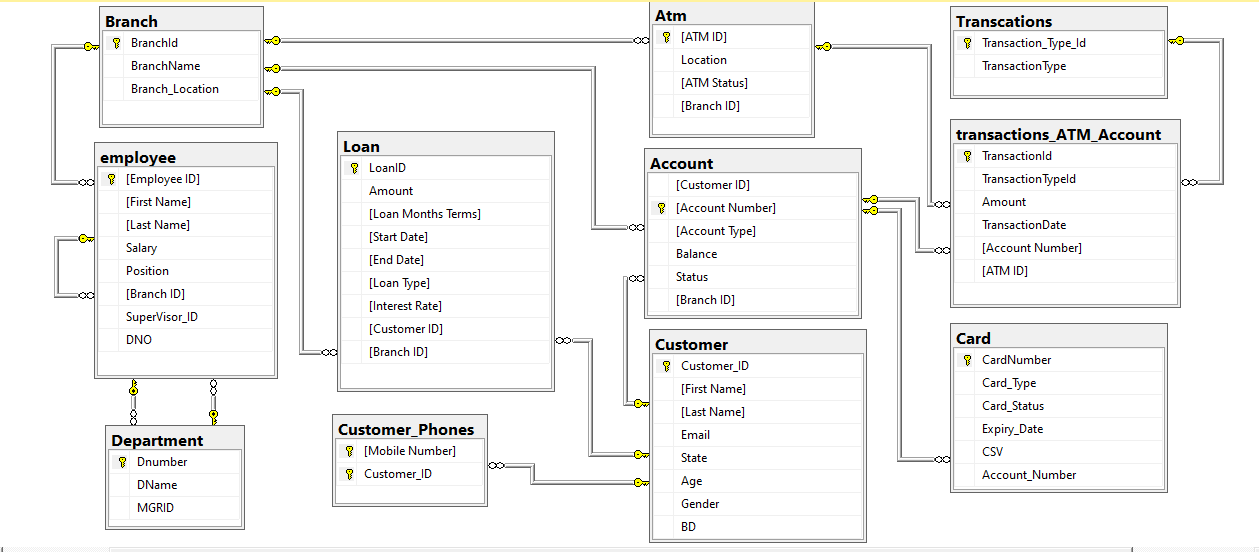 Branch
BranchId
BranchName
Branch_Location
Atm
[ATM ID]
Location
[ATM Status]
[Branch ID]
Transcations
Transaction_Type_Id
TransactionType
employee
[Employee ID]
[First Name]
[Last Name]
Salary
Position
[Branch ID]
SuperVisor_ID
DNO
Loan
LoanID
Amount
[Loan Months Terms]
[Start Date]
[End Date]
[Loan Type]
[Interest Rate]
[Customer ID]
[Branch ID]
Account
[Customer ID]
[Account Number]
[Account Type]
Balance
Status
[Branch ID]
transactions_ATM_Account
TransactionId
TransactionTypeId
Amount
TransactionDate
[Account Number]
[ATM ID]
Department
Dnumber
DName
MGRID
Customer_Phones
[Mobile Number]
Customer_ID
Customer
Customer_ID
[First Name]
[Last Name]
Email
State
Age
Gender
BD
Card
CardNumber
Card_Type
Card_Status
Expiry_Date
CSV
Account_Number